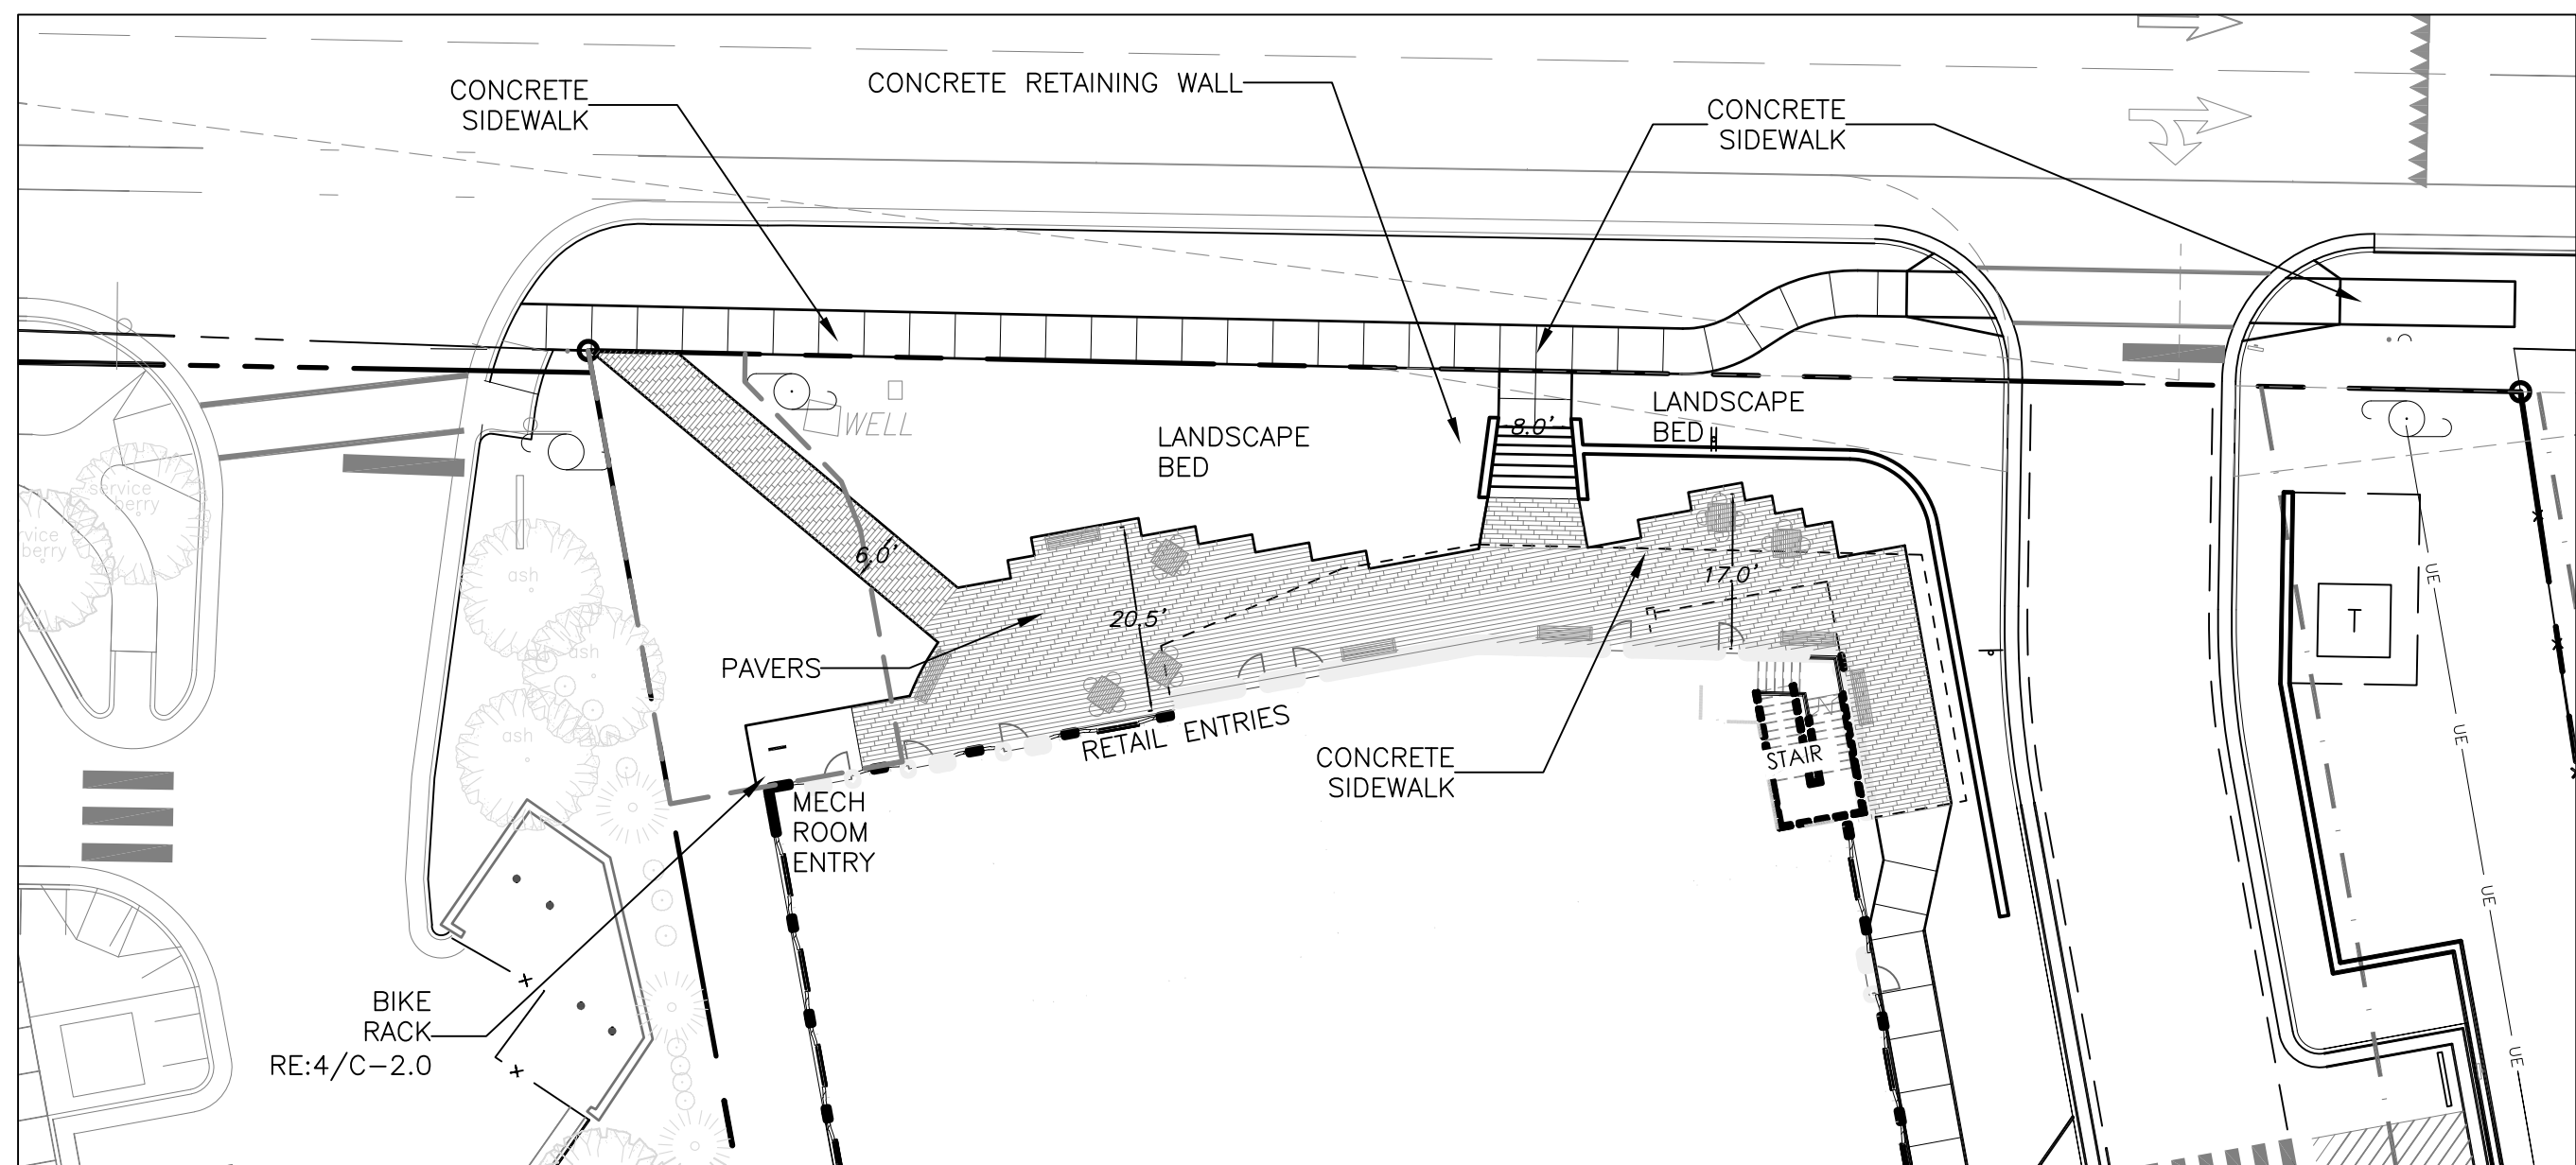 CONCRETE
SIDEWALK
CONCRETE RETAINING WALL
CONCRETE
SIDEWALK
WELL
LANDSCAPE
BED
8.0'
LANDSCAPE
BED
service
berry
rvice
berry
ash
ash
ash
6.0'
20.5'
17.0'
PAVERS
RETAIL ENTRIES
CONCRETE
SIDEWALK
STAIR
MECH
ROOM
ENTRY
BIKE
RACK
RE:4/C-2.0
T
UE
UE
UE
UE